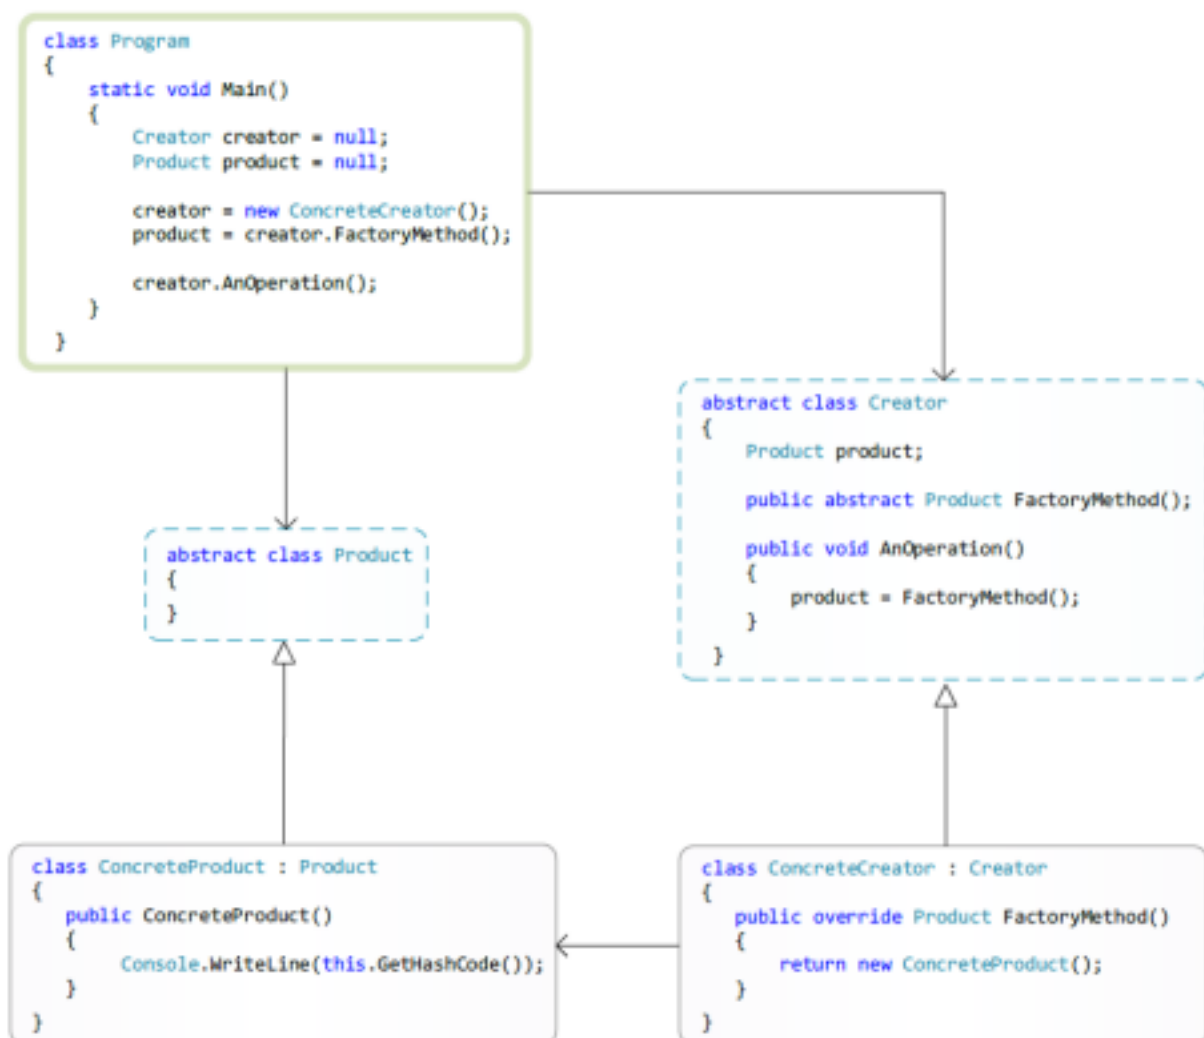 class Program
{
static void Main()
{
Creator creator = null;
Product product = null;
creator = new ConcreteCreator();
product = creator.FactoryMethod();
creator.AnOperation();
}
}
abstract class Creator
{
Product product;
public abstract Product FactoryMethod();
public void AnOperation()
{
product = FactoryMethod();
}
}
abstract class Product
{
}
class ConcreteProduct : Product
{
public ConcreteProduct()
{
Console.WriteLine(this.GetHashCode());
}
}
class ConcreteCreator : Creator
{
public override Product FactoryMethod()
{
return new ConcreteProduct();
}
}